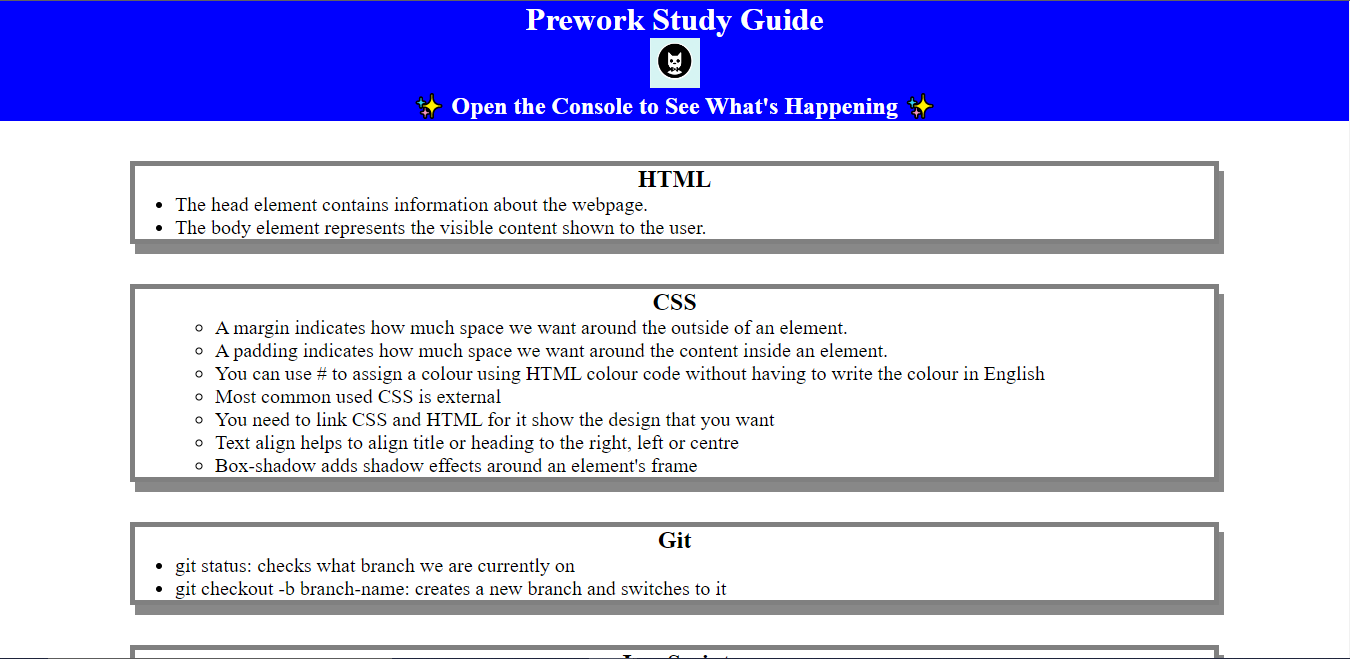 Prework Study Guide
✨ Open the Console to See What's Happening ✨
HTML
The head element contains information about the webpage.
The body element represents the visible content shown to the user.
CSS
A margin indicates how much space we want around the outside of an element.
A padding indicates how much space we want around the content inside an element.
You can use # to assign a colour using HTML colour code without having to write the colour in English
Most common used CSS is external
You need to link CSS and HTML for it show the design that you want
Text align helps to align title or heading to the right, left or centre
Box-shadow adds shadow effects around an element's frame
Git
git status: checks what branch we are currently on
git checkout -b branch-name: creates a new branch and switches to it